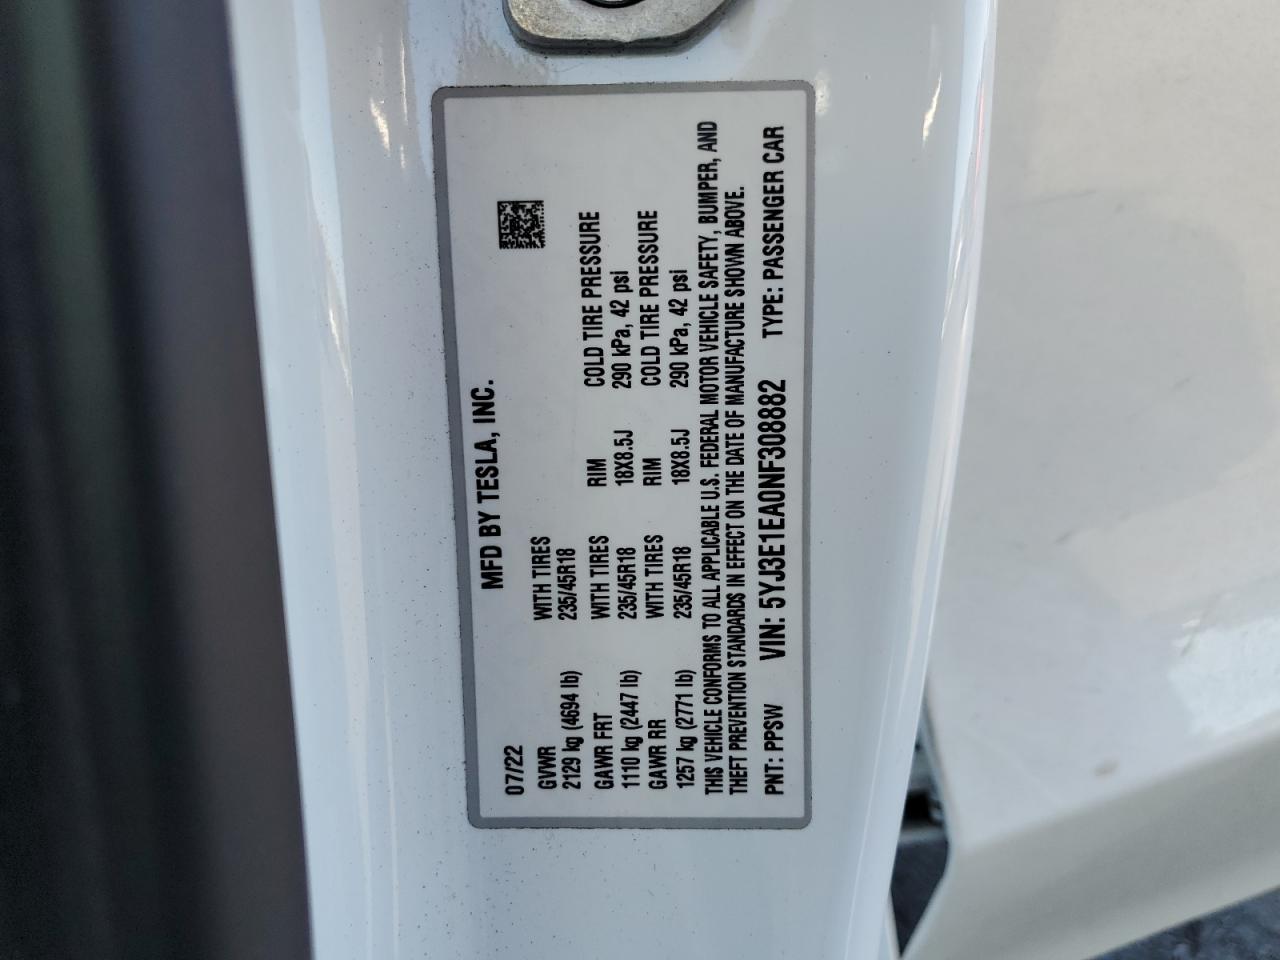 07/22 MFD BY TESLA, INC.
GVWR WITH TIRES
2129 kg (4694 lb) 235/45R18
GAWR FRT WITH TIRES RIM COLD TIRE PRESSURE
1110 kg (2447 lb) 235/45R18 18X8.5J 290 kPa, 42 psi
GAWR RR WITH TIRES RIM COLD TIRE PRESSURE
1257 kg (2771 lb) 235/45R18 18X8.5J 290 kPa, 42 psi
THIS VEHICLE CONFORMS TO ALL APPLICABLE U.S. FEDERAL MOTOR VEHICLE SAFETY, BUMPER, AND
THEFT PREVENTION STANDARDS IN EFFECT ON THE DATE OF MANUFACTURE SHOWN ABOVE.
PNT: PPSW VIN: 5YJ3E1EA0NF308882 TYPE: PASSENGER CAR